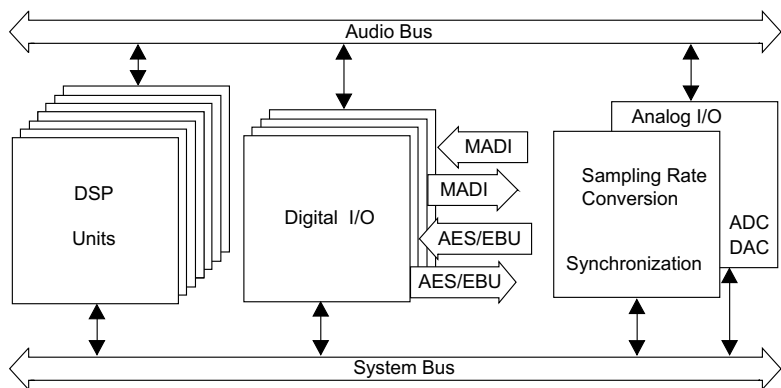 Audio Bus
DSP
Units
Digital I/O
MADI
MADI
AES/EBU
AES/EBU
Analog I/O
Sampling Rate
Conversion
Synchronization
ADC
DAC
System Bus